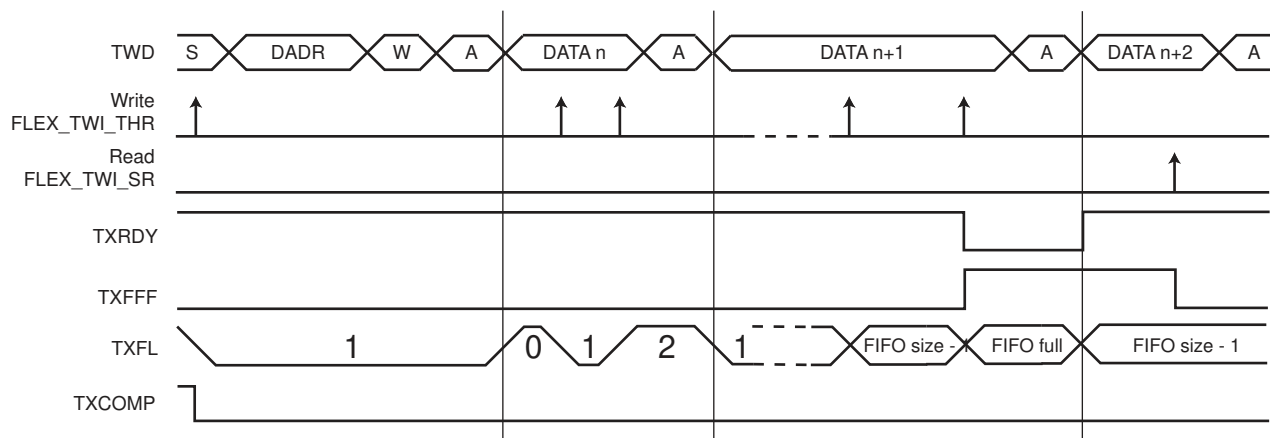 TWD S DADR W A DATA n A DATA n+1 A DATA n+2 A
Write
FLEX_TWI_THR
Read
FLEX_TWI_SR
TXRDY
TXFFF
TXFL 1 0 1 2 1 FIFO size - 1 FIFO full FIFO size - 1
TXCOMP